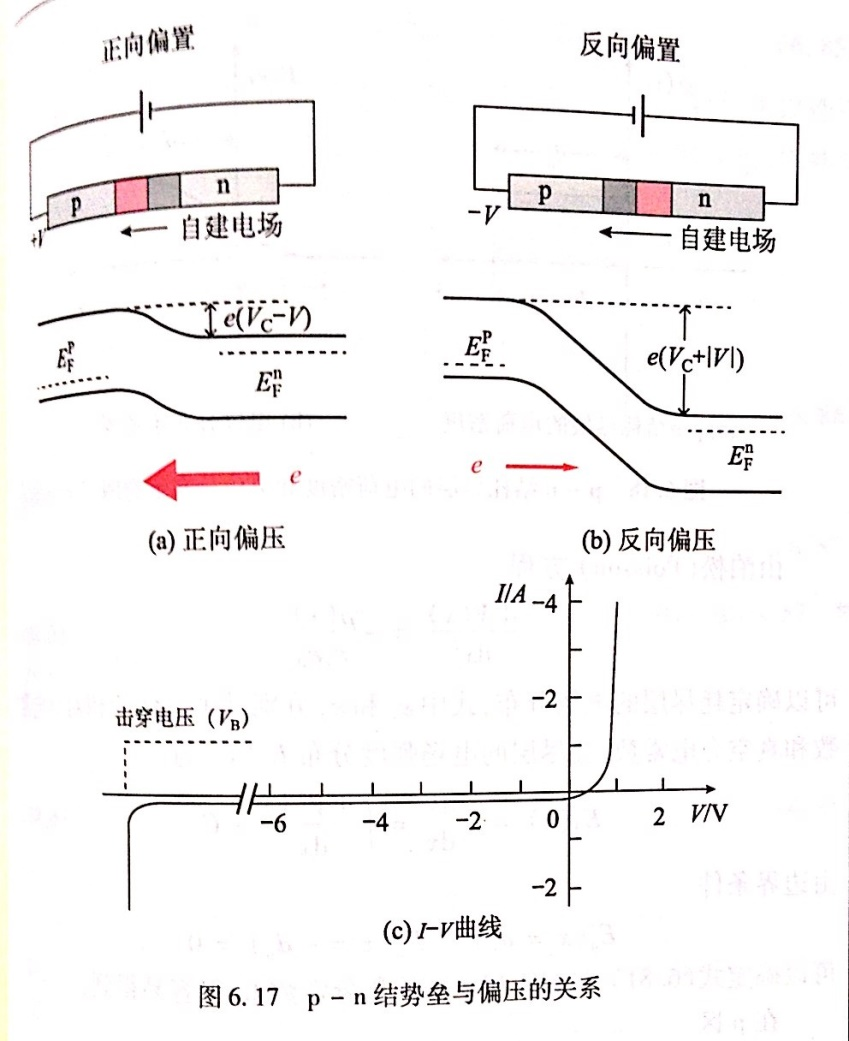 正向偏置
反向偏置
p n
+V
自建电场
p n
-V
自建电场
e(V_C-V)
E_F^p
E_F^n
e
(a) 正向偏压
e(V_C+|V|)
E_F^p
E_F^n
e
(b) 反向偏压
I/A
-4
-2
击穿电压（V_B）
-6 -4 -2 0 2 V/V
-2
(c) I-V曲线
图 6.17 p-n 结势垒与偏压的关系